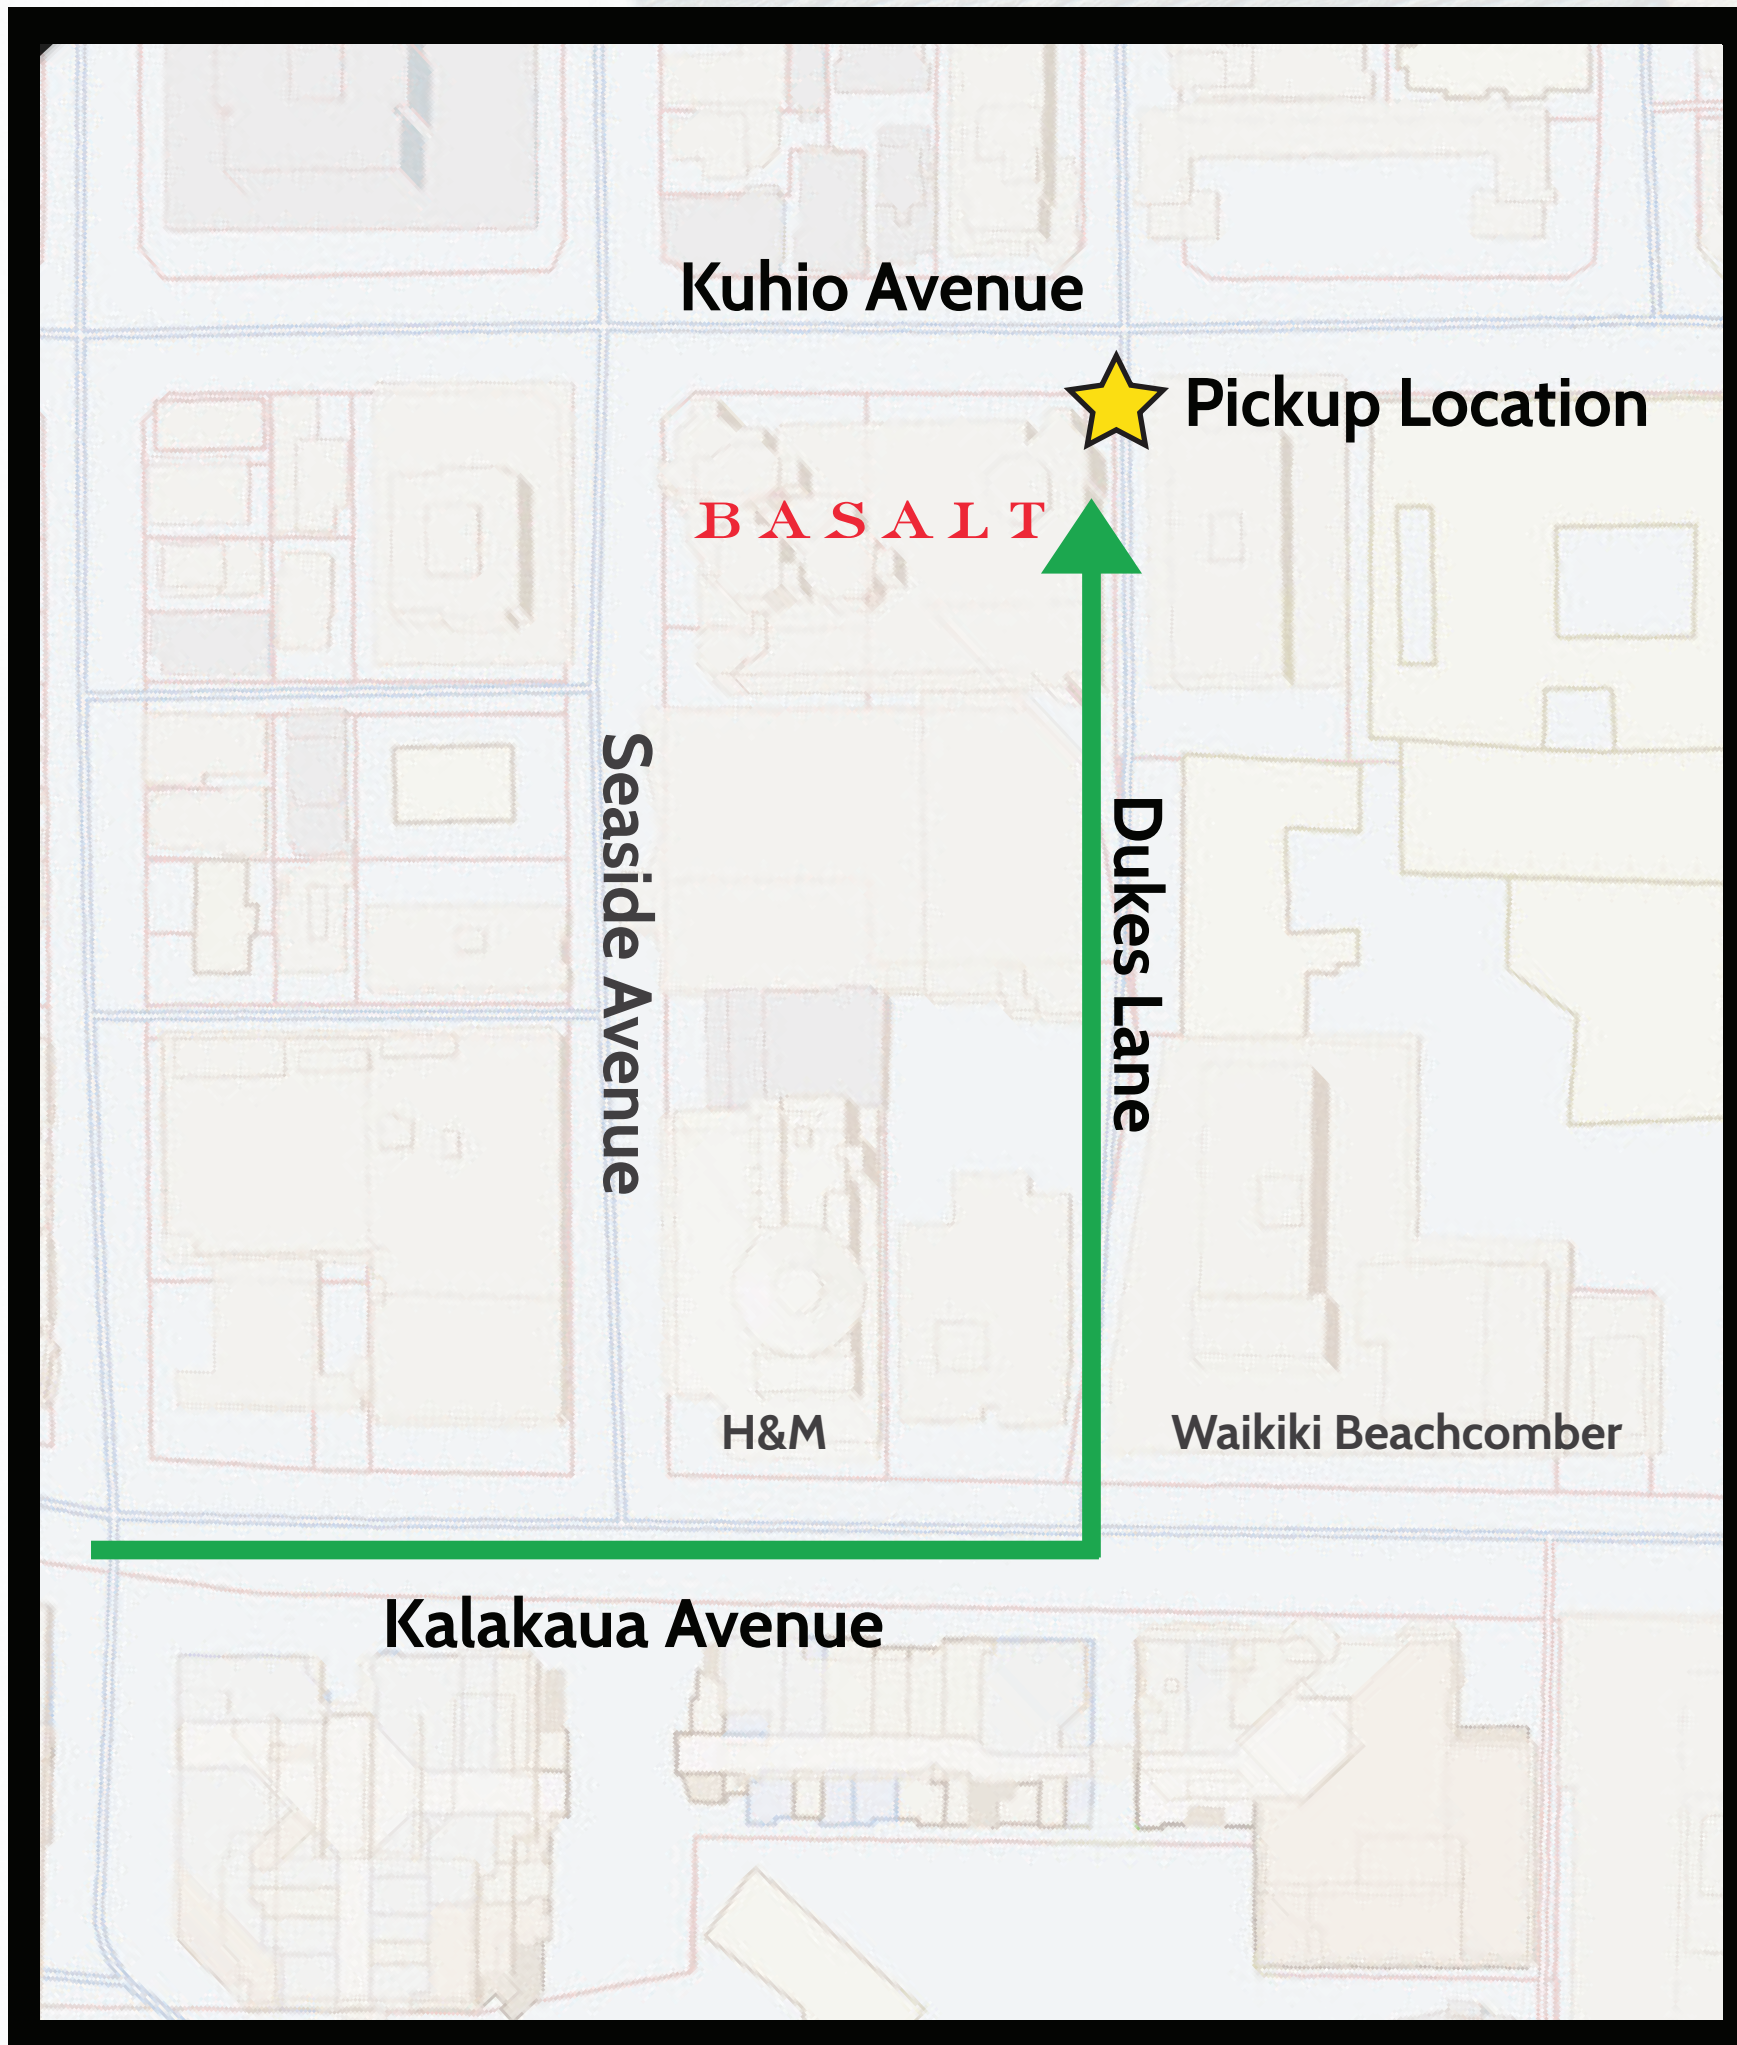 Kuhio Avenue
Pickup Location
BASALT
Seaside Avenue
Dukes Lane
H&M
Waikiki Beachcomber
Kalakaua Avenue